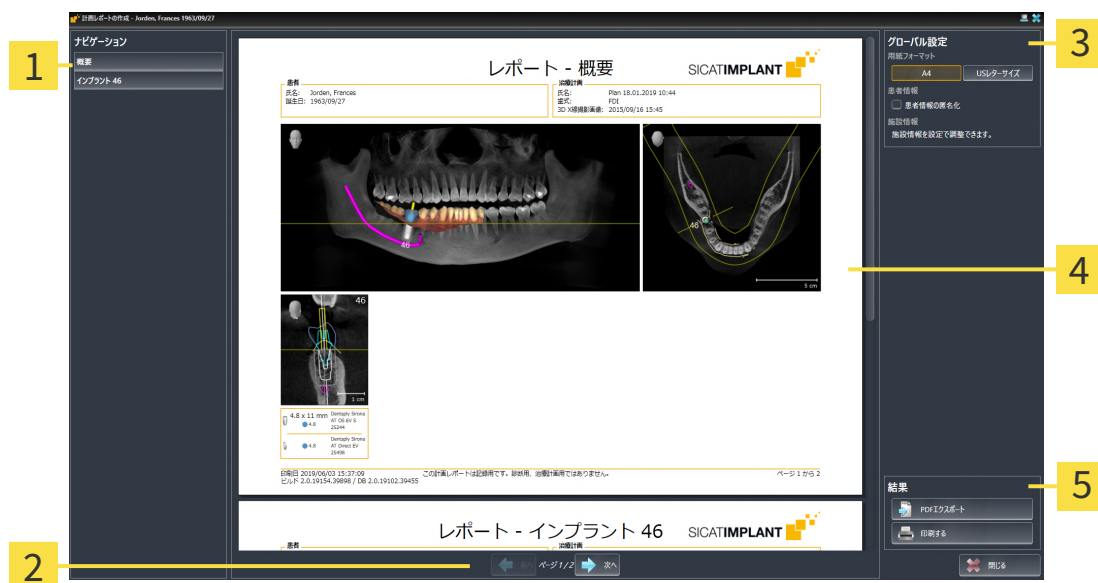 計画レポートの作成 - Jorden, Frances 1963/09/27
1
ナビゲーション
概要
インプラント 46
レポート - 概要
SICATIMPLANT
患者
氏名: Jorden, Frances
誕生日: 1963/09/27
治療計画
氏名: Plan 18.01.2019 10:44
歯式: FDI
3D X線撮影画像: 2015/09/16 15:45
46
46
5 cm
46
1 cm
4.8 x 11 mm
4.8
Dentsply Sirona
AT OS EV S
25244
4.8
Dentsply Sirona
AT Direct EV
25498
印刷日 2019/06/03 15:37:09 この計画レポートは記録用です。診断用、治療計画用ではありません。 ページ 1 から 2
ビルド 2.0.19154.39898 / DB 2.0.19102.39455
レポート - インプラント 46
SICATIMPLANT
患者
治療計画
2
前へ ページ 1 / 2 次へ
3
グローバル設定
用紙フォーマット
A4 USレターサイズ
患者情報
患者情報の匿名化
施設情報
施設情報を設定で調整できます。
4
5
結果
PDFエクスポート
印刷する
閉じる